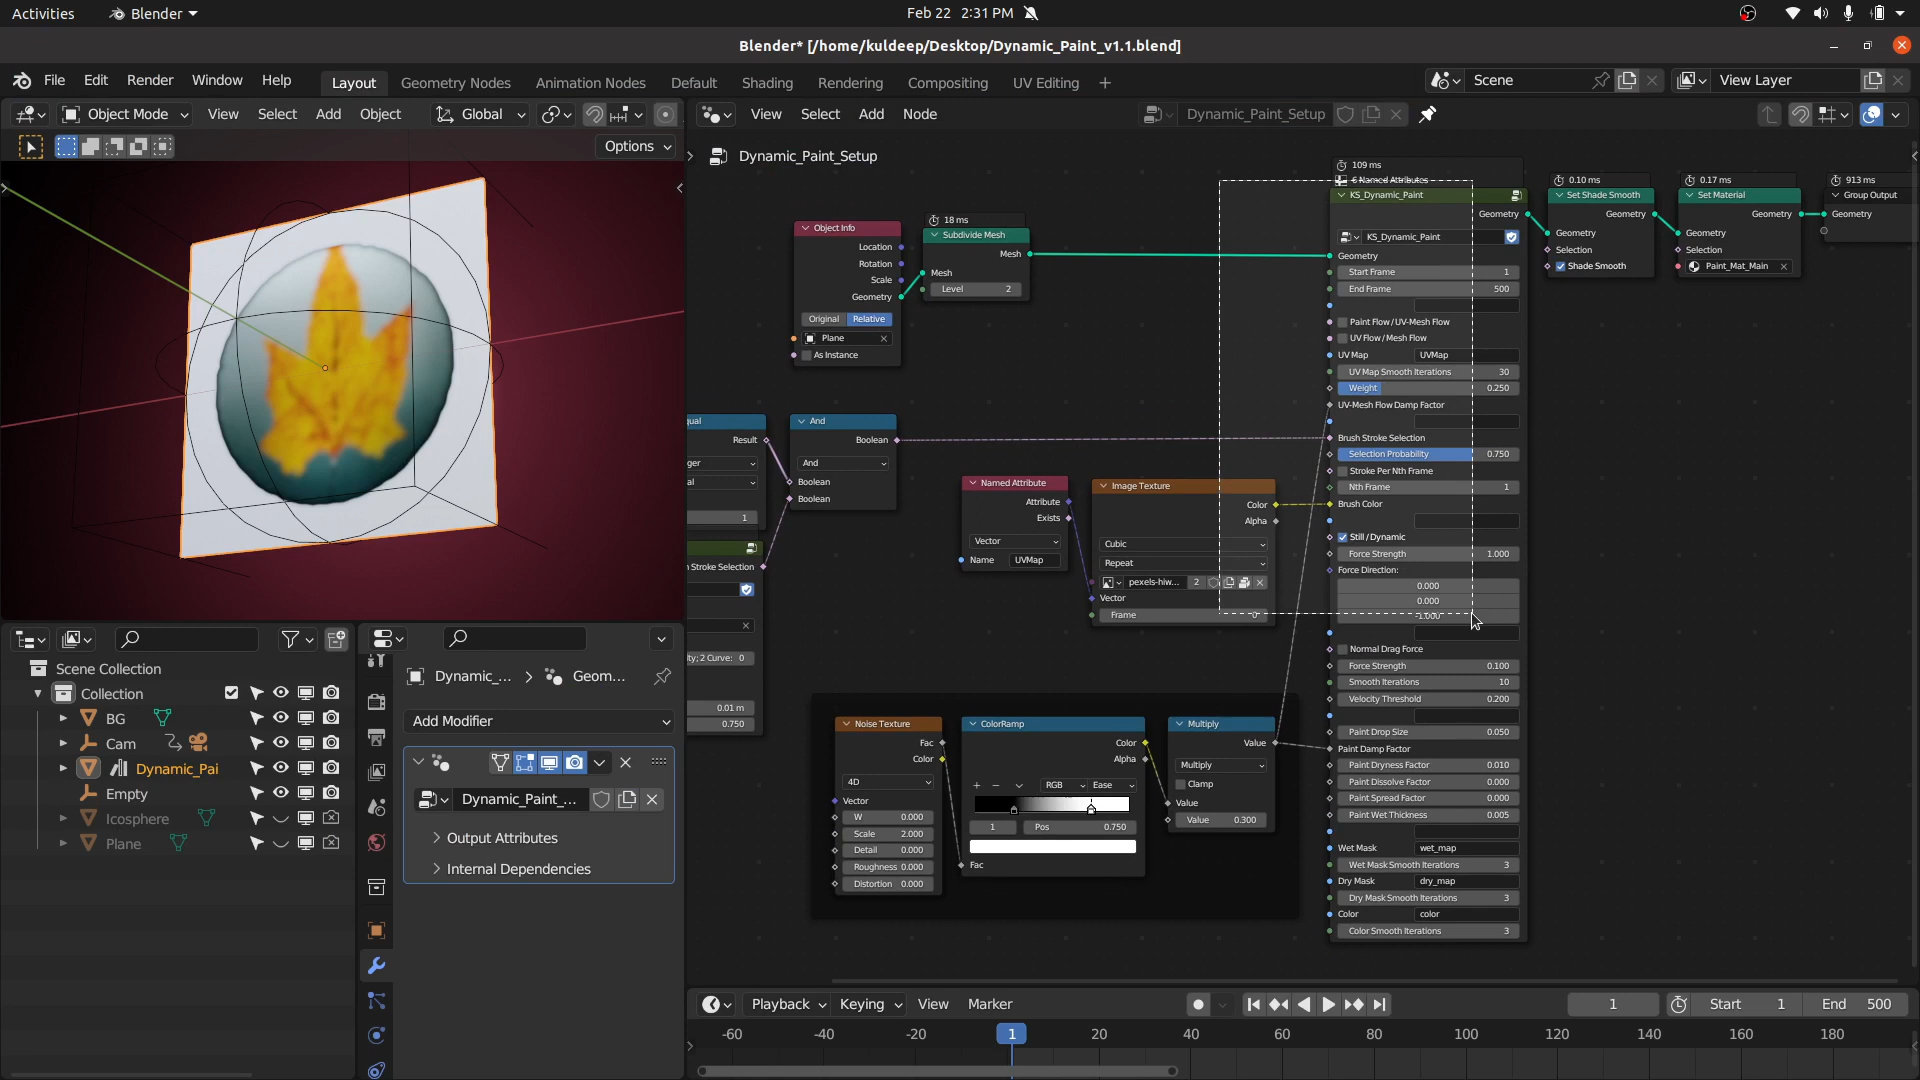 Activities
Blender
Feb 22 2:31 PM
Blender* [/home/kuldeep/Desktop/Dynamic_Paint_v1.1.blend]
File Edit Render Window Help
Layout Geometry Nodes Animation Nodes Default Shading Rendering Compositing UV Editing +
Scene
View Layer
Object Mode View Select Add Object Global
Options
View Select Add Node
Dynamic_Paint_Setup
Dynamic_Paint_Setup
Object Info
Location
Rotation
Scale
Geometry
Original Relative
Plane
As Instance
18 ms
Subdivide Mesh
Mesh
Mesh
Level 2
qual
Result
ger
al
1
And
Boolean
And
Boolean
Boolean
h Stroke Selection
ity; 2 Curve: 0
0.01 m
0.750
Named Attribute
Attribute
Exists
Vector
Name UVMap
Image Texture
Color
Alpha
Cubic
Repeat
pexels-hiw... 2
Vector
Frame 0
Noise Texture
Fac
Color
4D
Vector
W 0.000
Scale 2.000
Detail 0.000
Roughness 0.000
Distortion 0.000
ColorRamp
Color
Alpha
+ − RGB Ease
1 Pos 0.750
Fac
Multiply
Value
Multiply
Clamp
Value
Value 0.300
109 ms
6 Named Attributes
KS_Dynamic_Paint
Geometry
KS_Dynamic_Paint
Geometry
Start Frame 1
End Frame 500
Paint Flow/UV-Mesh Flow
UV Flow/Mesh Flow
UV Map UVMap
UV Map Smooth Iterations 30
Weight 0.250
UV-Mesh Flow Damp Factor
Brush Stroke Selection
Selection Probability 0.750
Stroke Per Nth Frame
Nth Frame 1
Brush Color
Still/Dynamic
Force Strength 1.000
Force Direction:
0.000
0.000
-1.000
Normal Drag Force
Force Strength 0.100
Smooth Iterations 10
Velocity Threshold 0.200
Paint Drop Size 0.050
Paint Damp Factor
Paint Dryness Factor 0.010
Paint Dissolve Factor 0.000
Paint Spread Factor 0.000
Paint Wet Thickness 0.005
Wet Mask wet_map
Wet Mask Smooth Iterations 3
Dry Mask dry_map
Dry Mask Smooth Iterations 3
Color color
Color Smooth Iterations 3
0.10 ms
Set Shade Smooth
Geometry
Geometry
Selection
Shade Smooth
0.17 ms
Set Material
Geometry
Geometry
Selection
Paint_Mat_Main
913 ms
Group Output
Geometry
Scene Collection
Collection
BG
Cam
Dynamic_Pai
Empty
Icosphere
Plane
Dynamic_... > Geom...
Add Modifier
Dynamic_Paint_...
Output Attributes
Internal Dependencies
Playback Keying View Marker
1
Start 1 End 500
-60 -40 -20 1 20 40 60 80 100 120 140 160 180